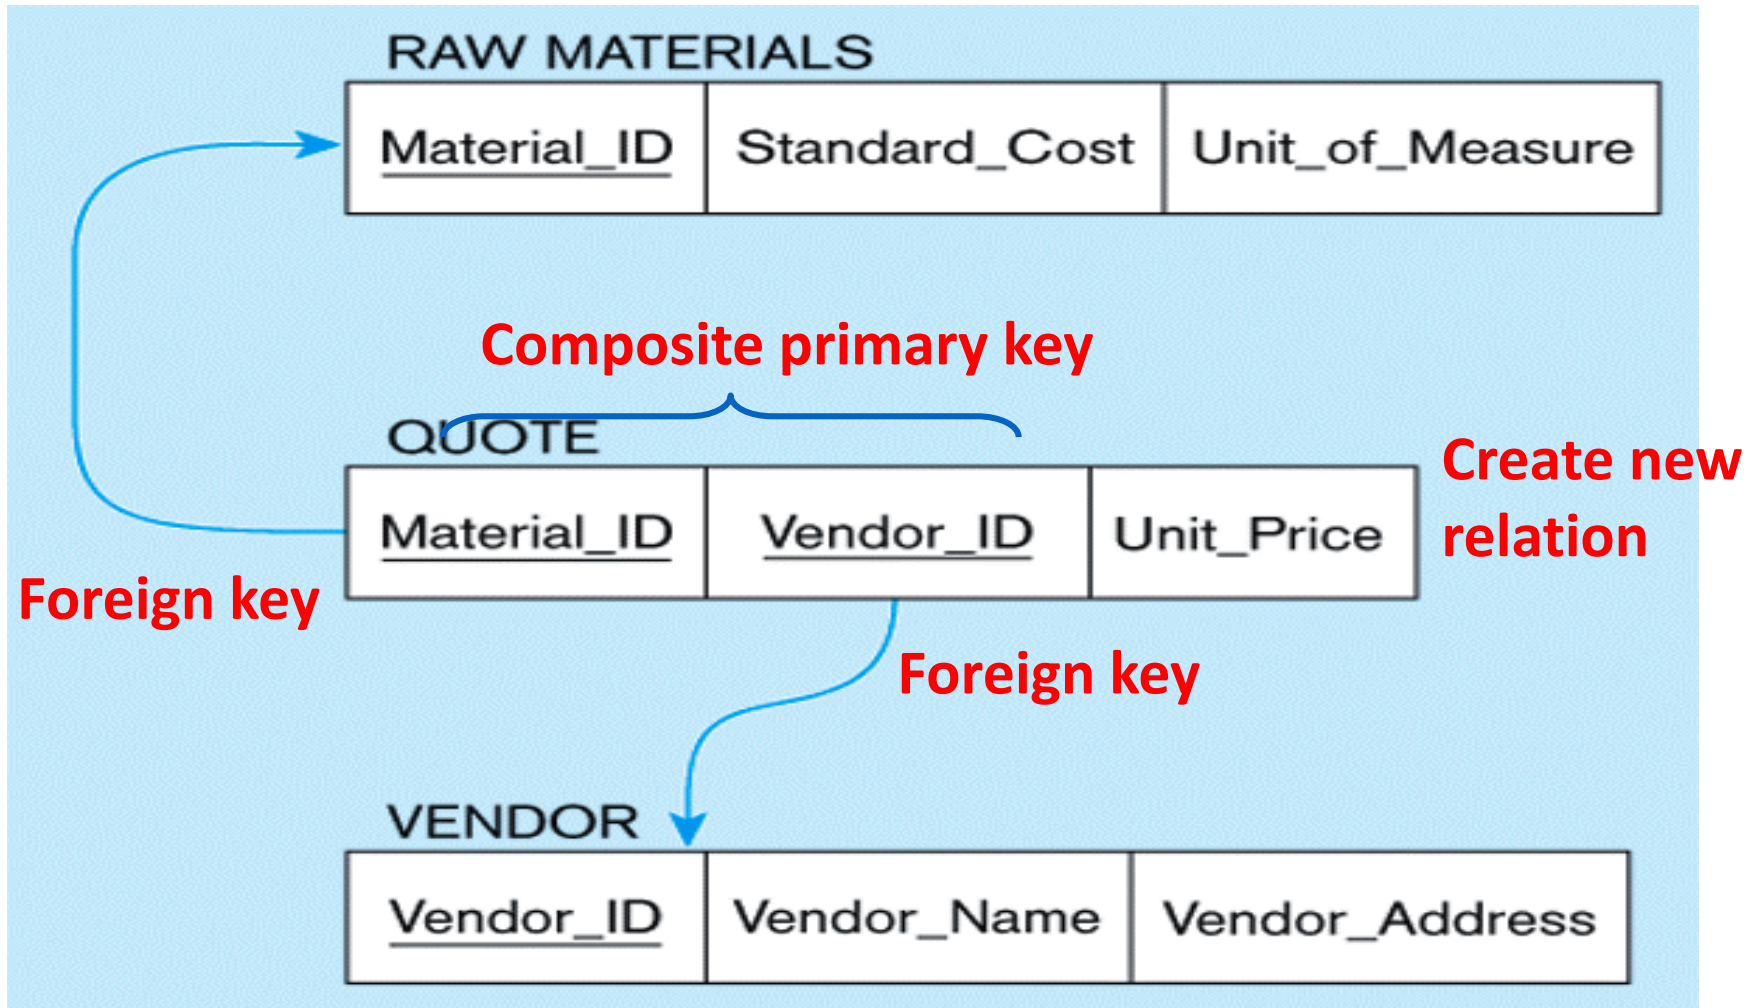 RAW MATERIALS
Material_ID Standard_Cost Unit_of_Measure
Composite primary key
QUOTE
Material_ID Vendor_ID Unit_Price
Create new
relation
Foreign key
Foreign key
VENDOR
Vendor_ID Vendor_Name Vendor_Address